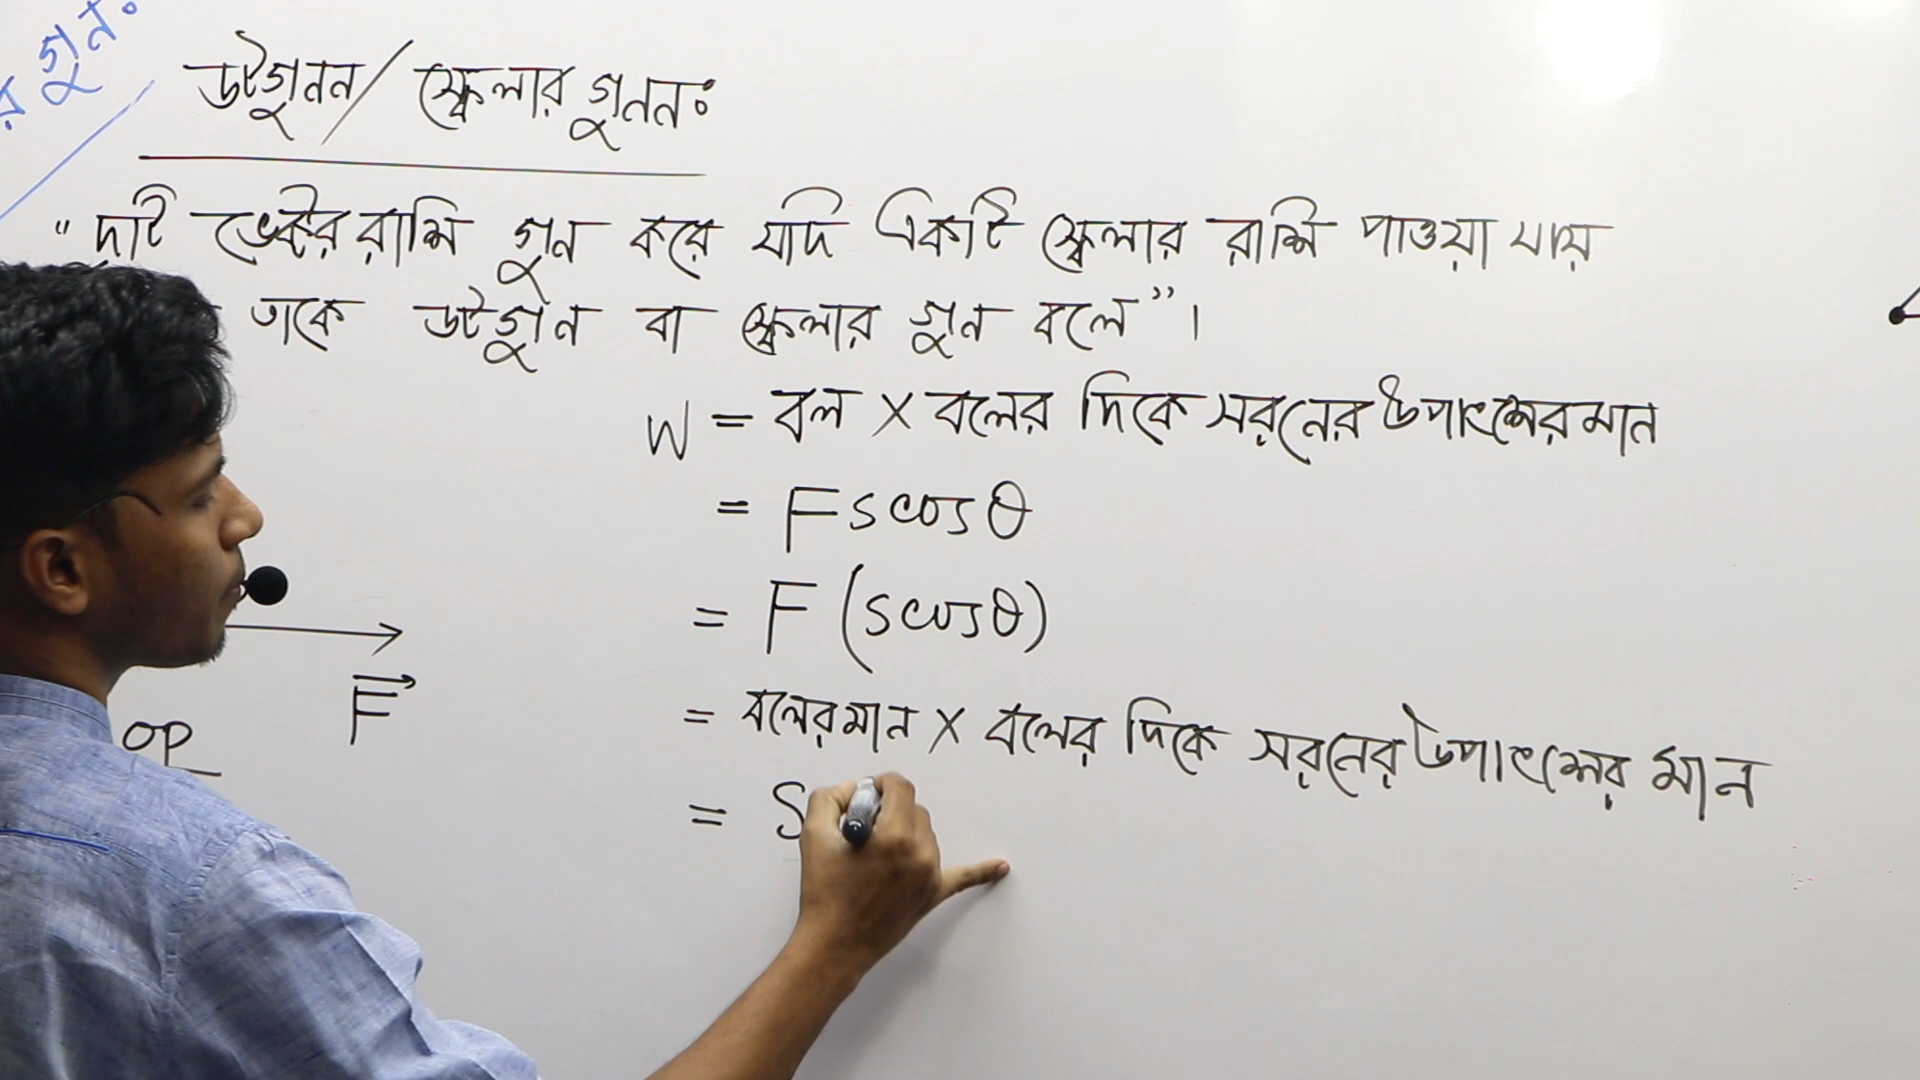 র গুন:
ডটগুনন/ স্কেলার গুননঃ
"দুটি ভেক্টর রাশি গুন করে যদি একটি স্কেলার রাশি পাওয়া যায়
তাকে ডটগুন বা স্কেলার গুন বলে"।
W = বল × বলের দিকে সরনের উপাংশের মান
= Fscosθ
= F(scosθ)
= বলের মান × বলের দিকে সরনের উপাংশের মান
= S
F⃗
OR